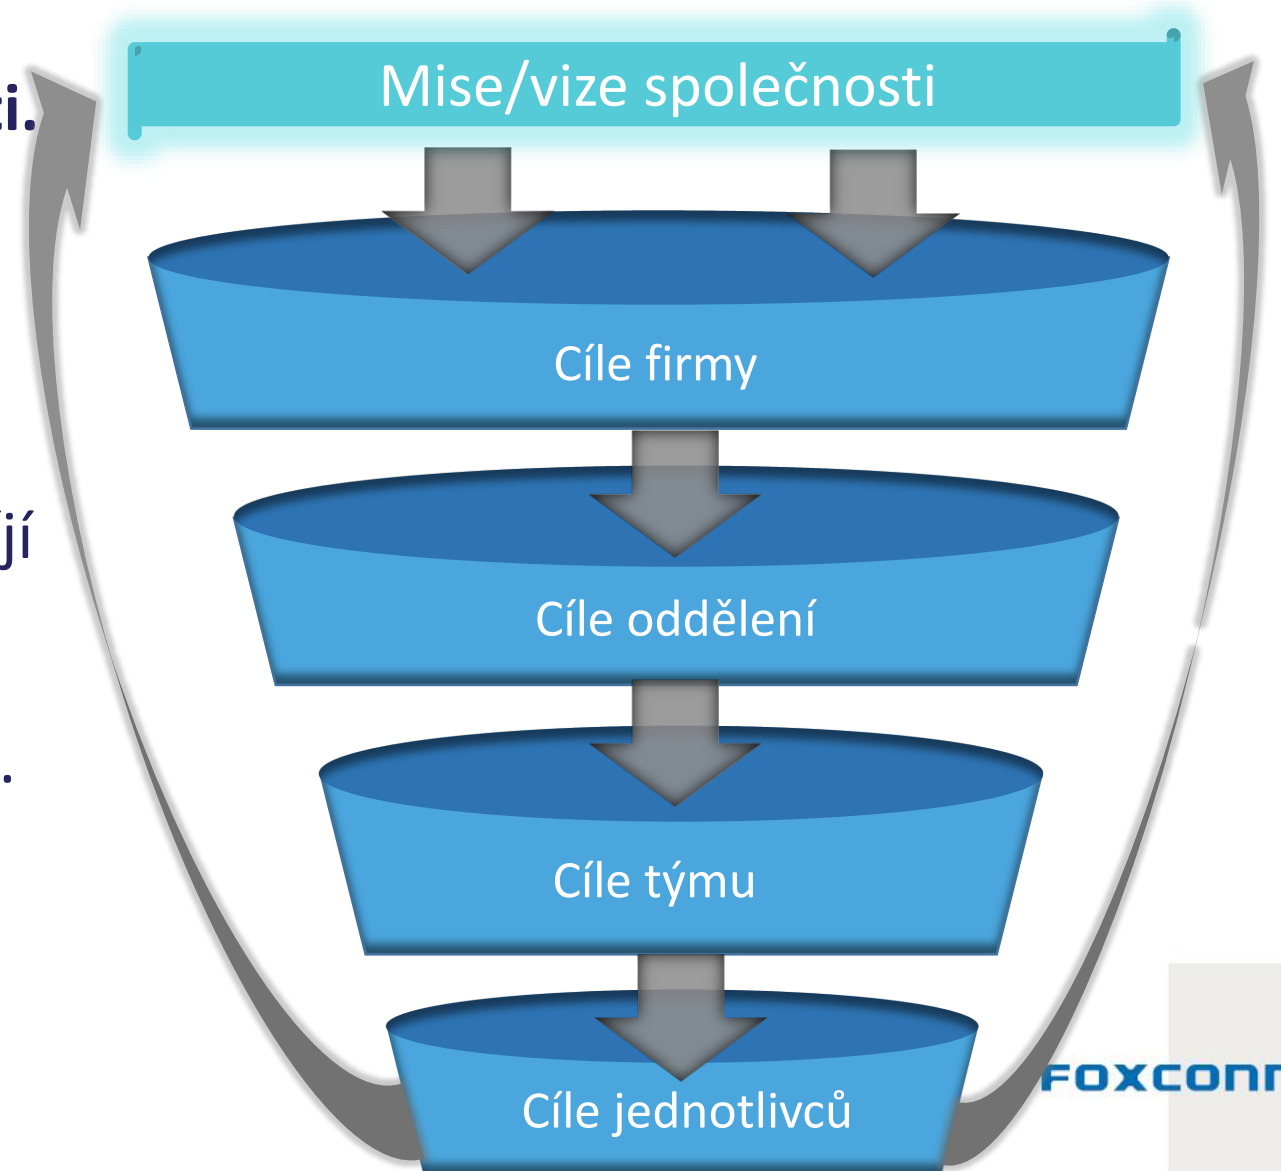 Mise/vize společnosti
Cíle firmy
Cíle oddělení
Cíle týmu
Cíle jednotlivců